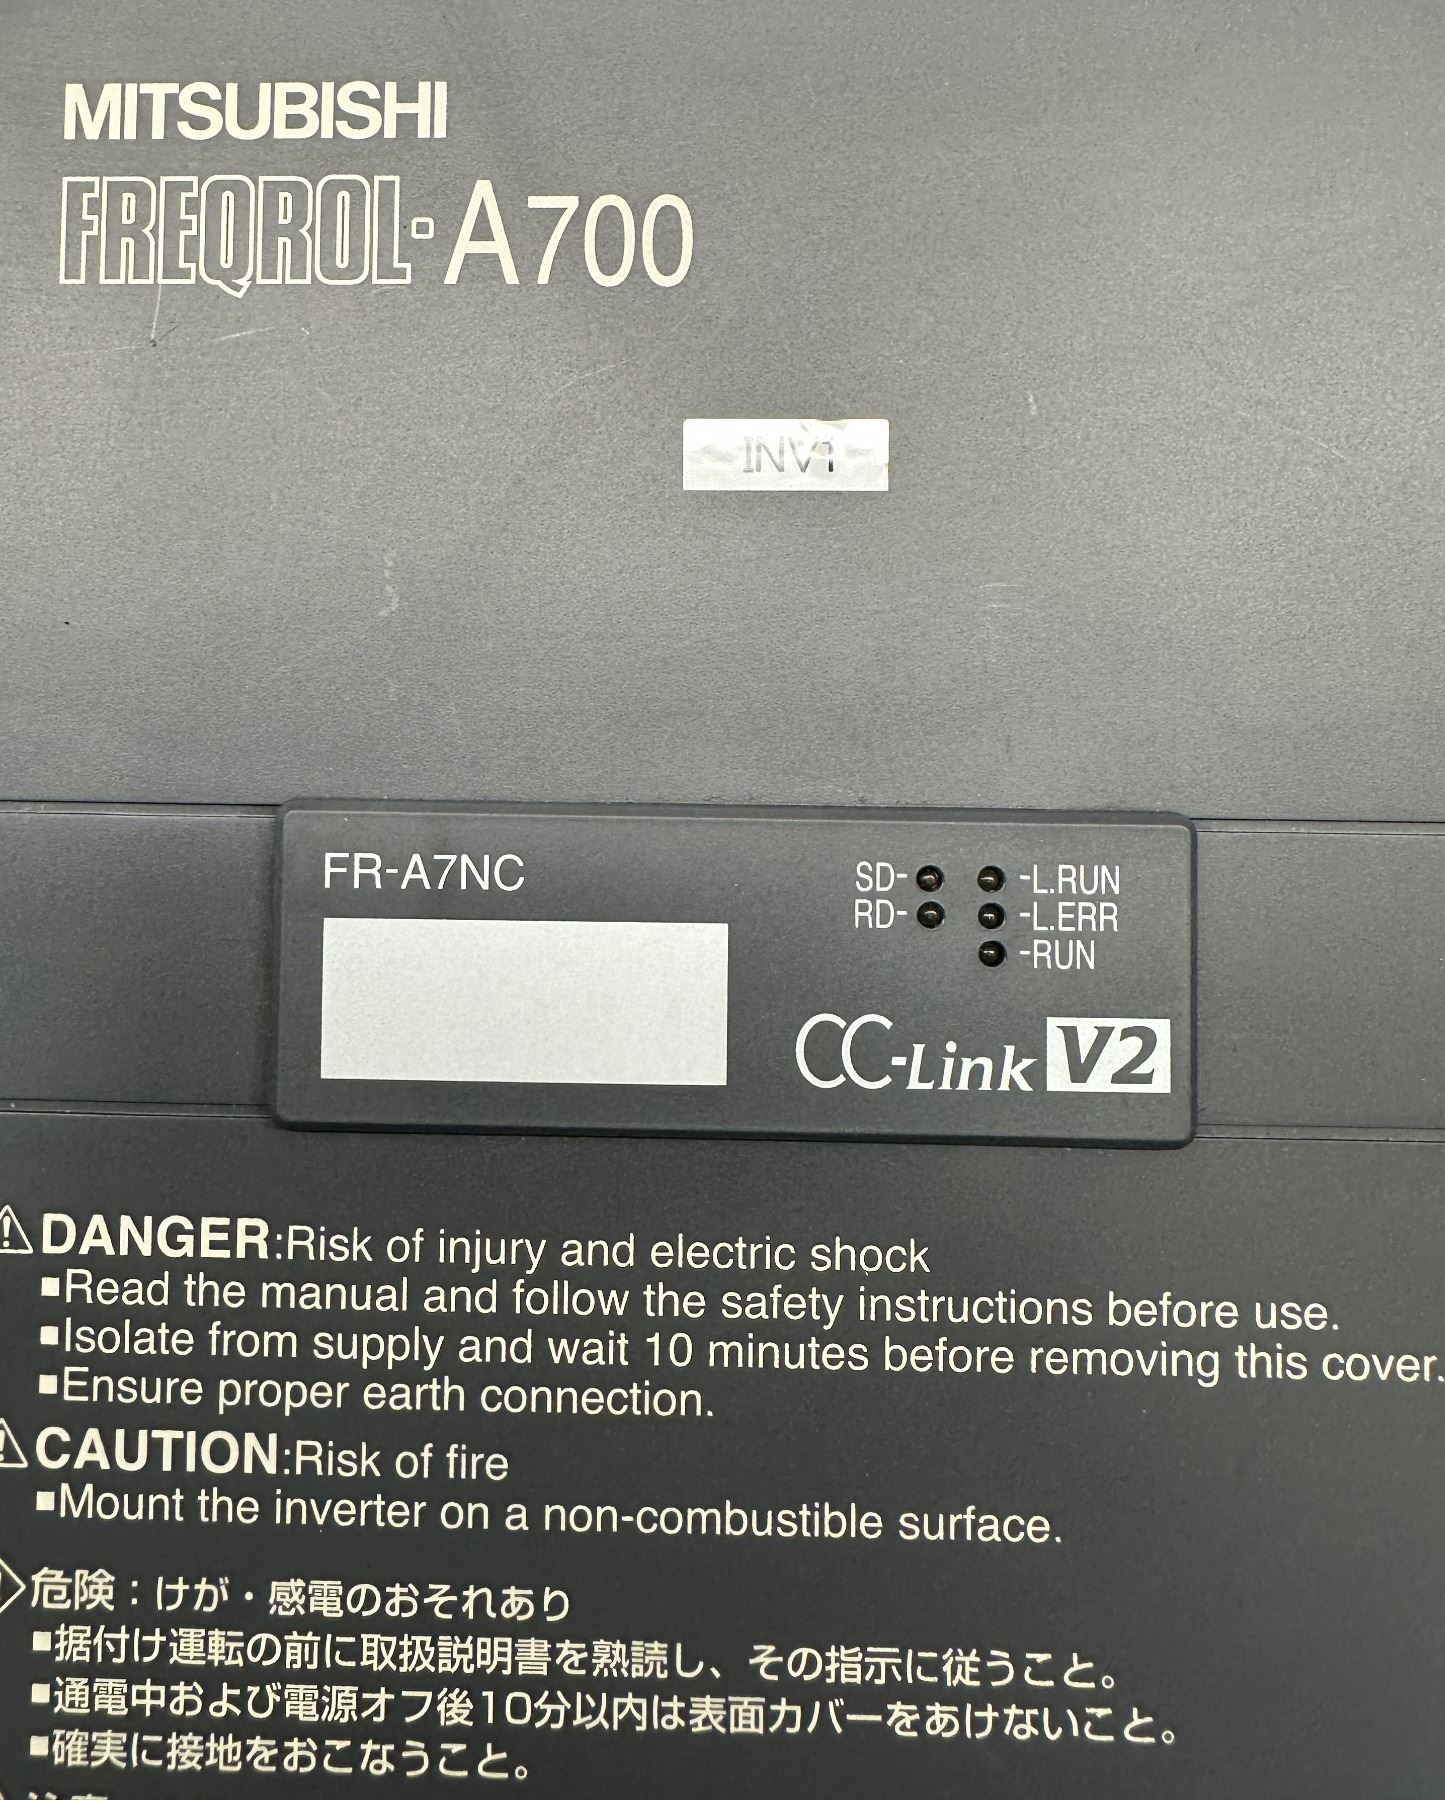 MITSUBISHI
FREQROL-A700
INV1
FR-A7NC
SD- -L.RUN
RD- -L.ERR
-RUN
CC-Link V2
⚠DANGER:Risk of injury and electric shock
■Read the manual and follow the safety instructions before use.
■Isolate from supply and wait 10 minutes before removing this cover.
■Ensure proper earth connection.
⚠CAUTION:Risk of fire
■Mount the inverter on a non-combustible surface.
危険：けが・感電のおそれあり
■据付け運転の前に取扱説明書を熟読し、その指示に従うこと。
■通電中および電源オフ後10分以内は表面カバーをあけないこと。
■確実に接地をおこなうこと。